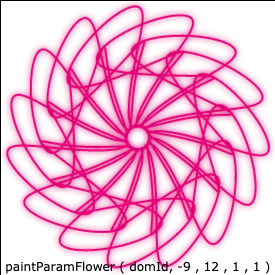 paintParamFlower ( domId, -9 , 12 , 1 , 1 )